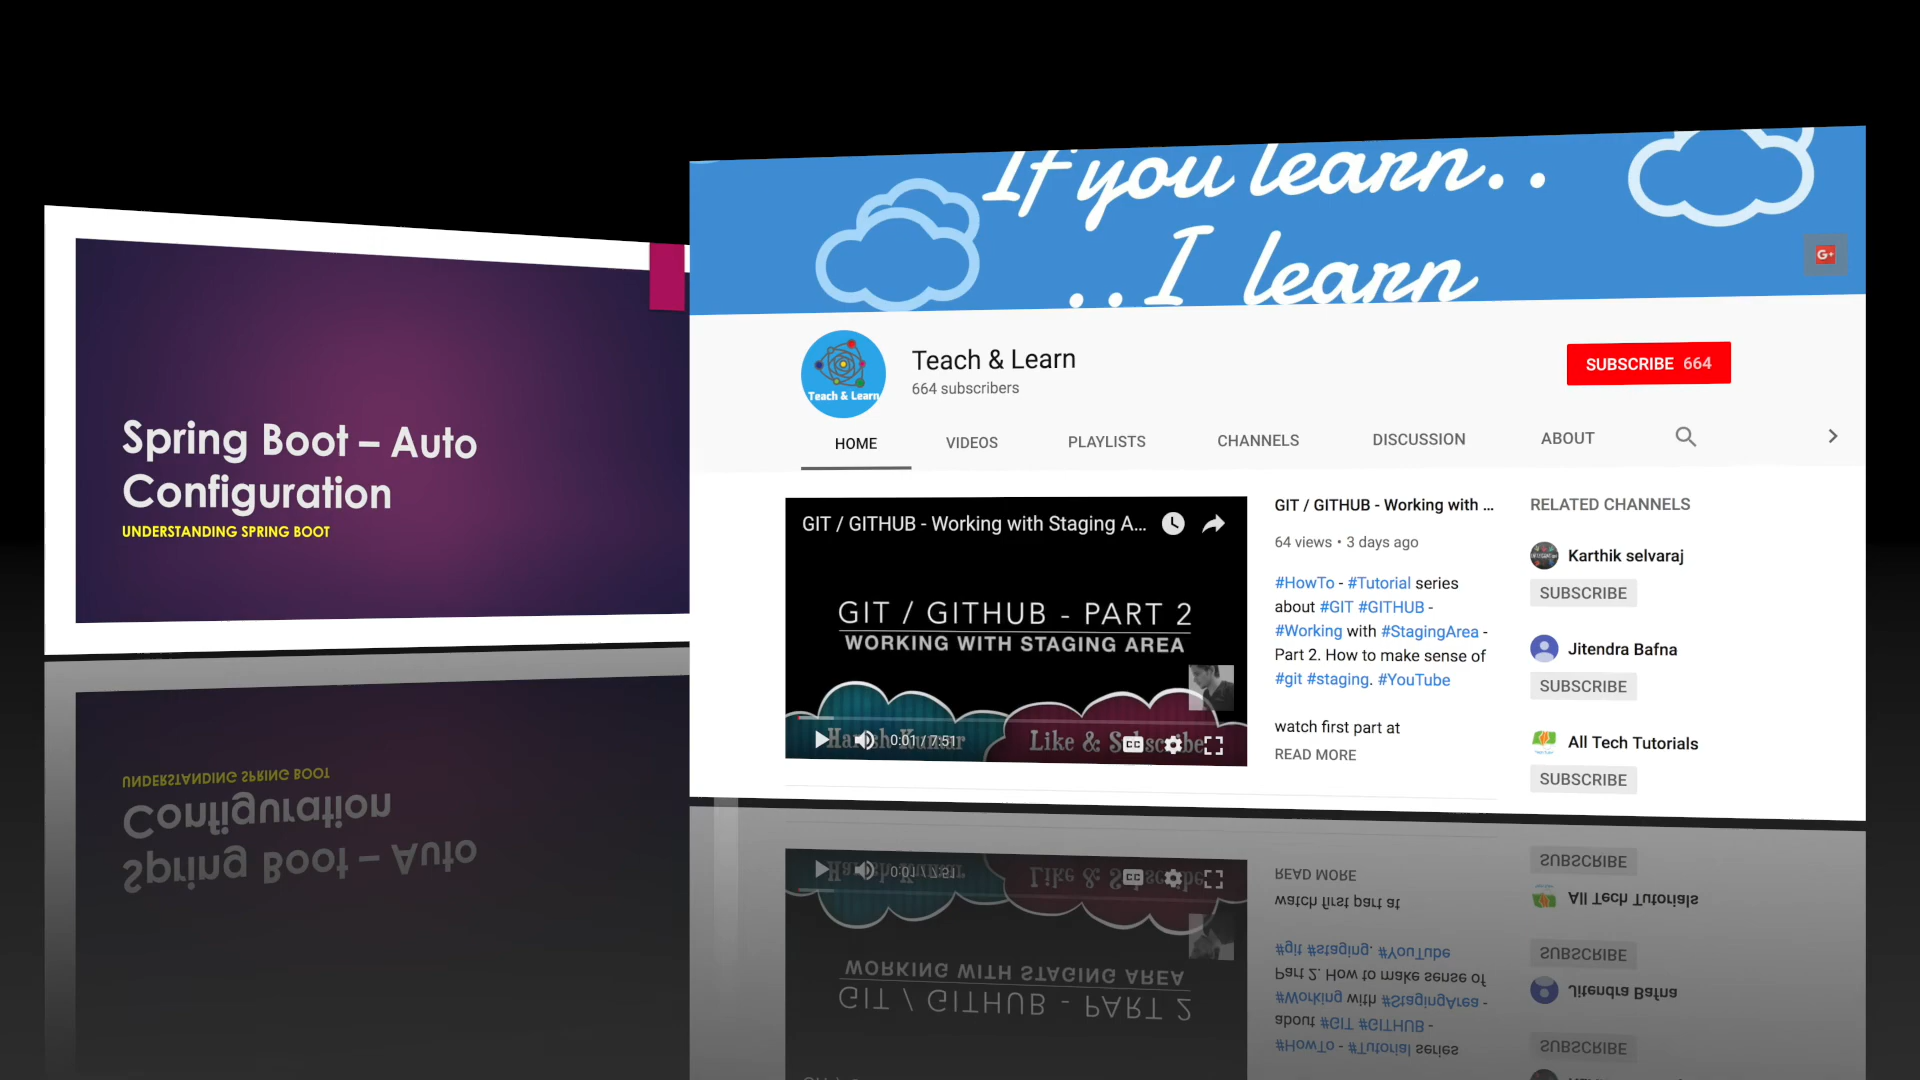 Spring Boot – Auto
Configuration
UNDERSTANDING SPRING BOOT
If you learn..
..I learn
G+
Teach & Learn
Teach & Learn
664 subscribers
SUBSCRIBE 664
HOME VIDEOS PLAYLISTS CHANNELS DISCUSSION ABOUT
GIT / GITHUB - Working with Staging A...
GIT / GITHUB - PART 2
WORKING WITH STAGING AREA
Harish Kumar
Like & Subscribe
0:01 / 7:51
CC
GIT / GITHUB - Working with ...
64 views • 3 days ago
#HowTo - #Tutorial series
about #GIT #GITHUB -
#Working with #StagingArea -
Part 2. How to make sense of
#git #staging. #YouTube
watch first part at
READ MORE
RELATED CHANNELS
Karthik selvaraj
SUBSCRIBE
Jitendra Bafna
SUBSCRIBE
All Tech Tutorials
SUBSCRIBE